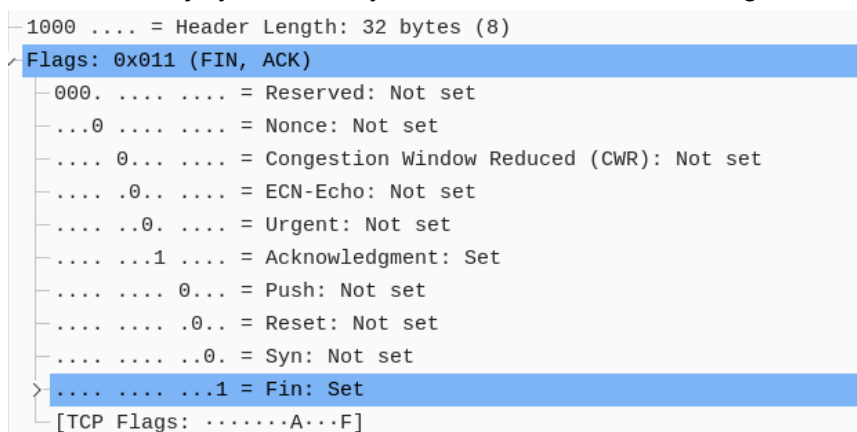 1000 .... = Header Length: 32 bytes (8)
Flags: 0x011 (FIN, ACK)
000. .... .... = Reserved: Not set
...0 .... .... = Nonce: Not set
.... 0... .... = Congestion Window Reduced (CWR): Not set
.... .0.. .... = ECN-Echo: Not set
.... ..0. .... = Urgent: Not set
.... ...1 .... = Acknowledgment: Set
.... .... 0... = Push: Not set
.... .... .0.. = Reset: Not set
.... .... ..0. = Syn: Not set
.... .... ...1 = Fin: Set
[TCP Flags: ·······A···F]